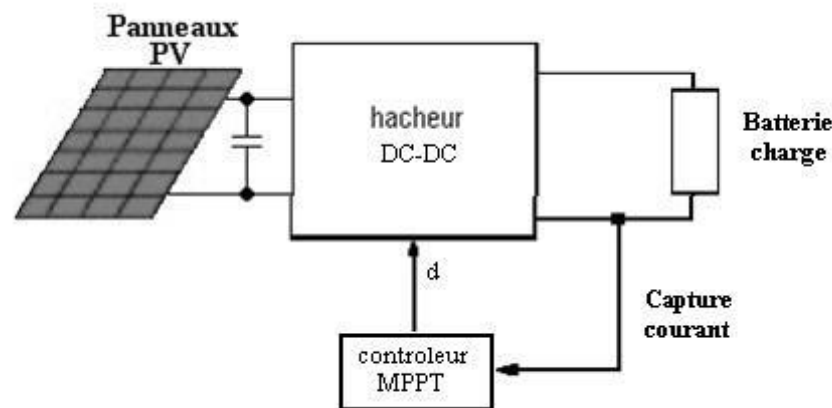 Panneaux
PV
hacheur
DC-DC
Batterie
charge
d
Capture
courant
controleur
MPPT